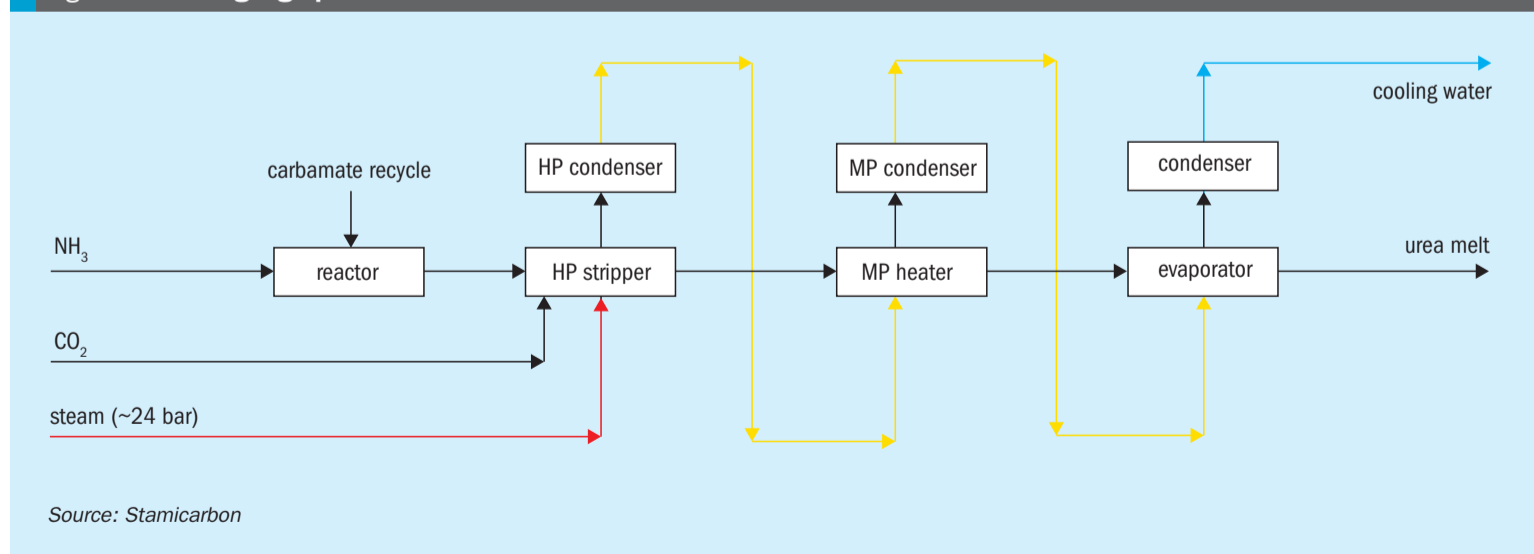 cooling water
HP condenser
MP condenser
condenser
carbamate recycle
NH3
reactor
HP stripper
MP heater
evaporator
urea melt
CO2
steam (~24 bar)
Source: Stamicarbon